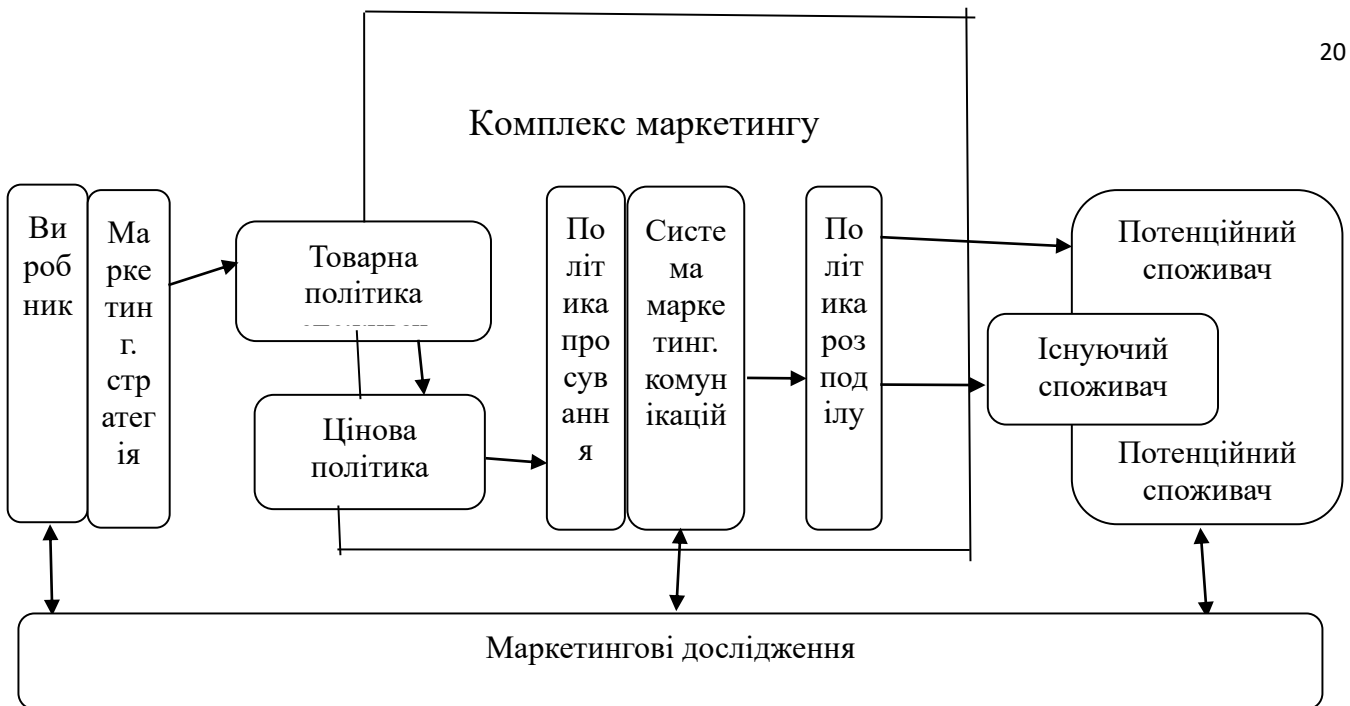 20
Комплекс маркетингу
Ви
роб
ник
Ма
рке
тин
г.
стр
атег
ія
Товарна
політика
Цінова
політика
По
літ
ика
про
сув
анн
я
Систе
ма
марке
тинг.
комун
ікацій
По
літ
ика
роз
под
ілу
Потенційний
споживач
Існуючий
споживач
Потенційний
споживач
Маркетингові дослідження